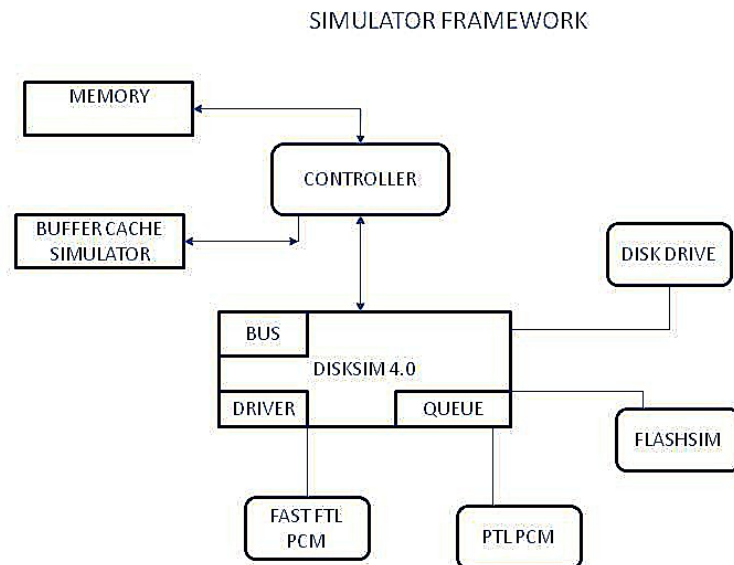 SIMULATOR FRAMEWORK
MEMORY
CONTROLLER
BUFFER CACHE
SIMULATOR
DISK DRIVE
BUS
DISKSIM 4.0
DRIVER
QUEUE
FLASHSIM
FAST FTL
PCM
PTL PCM